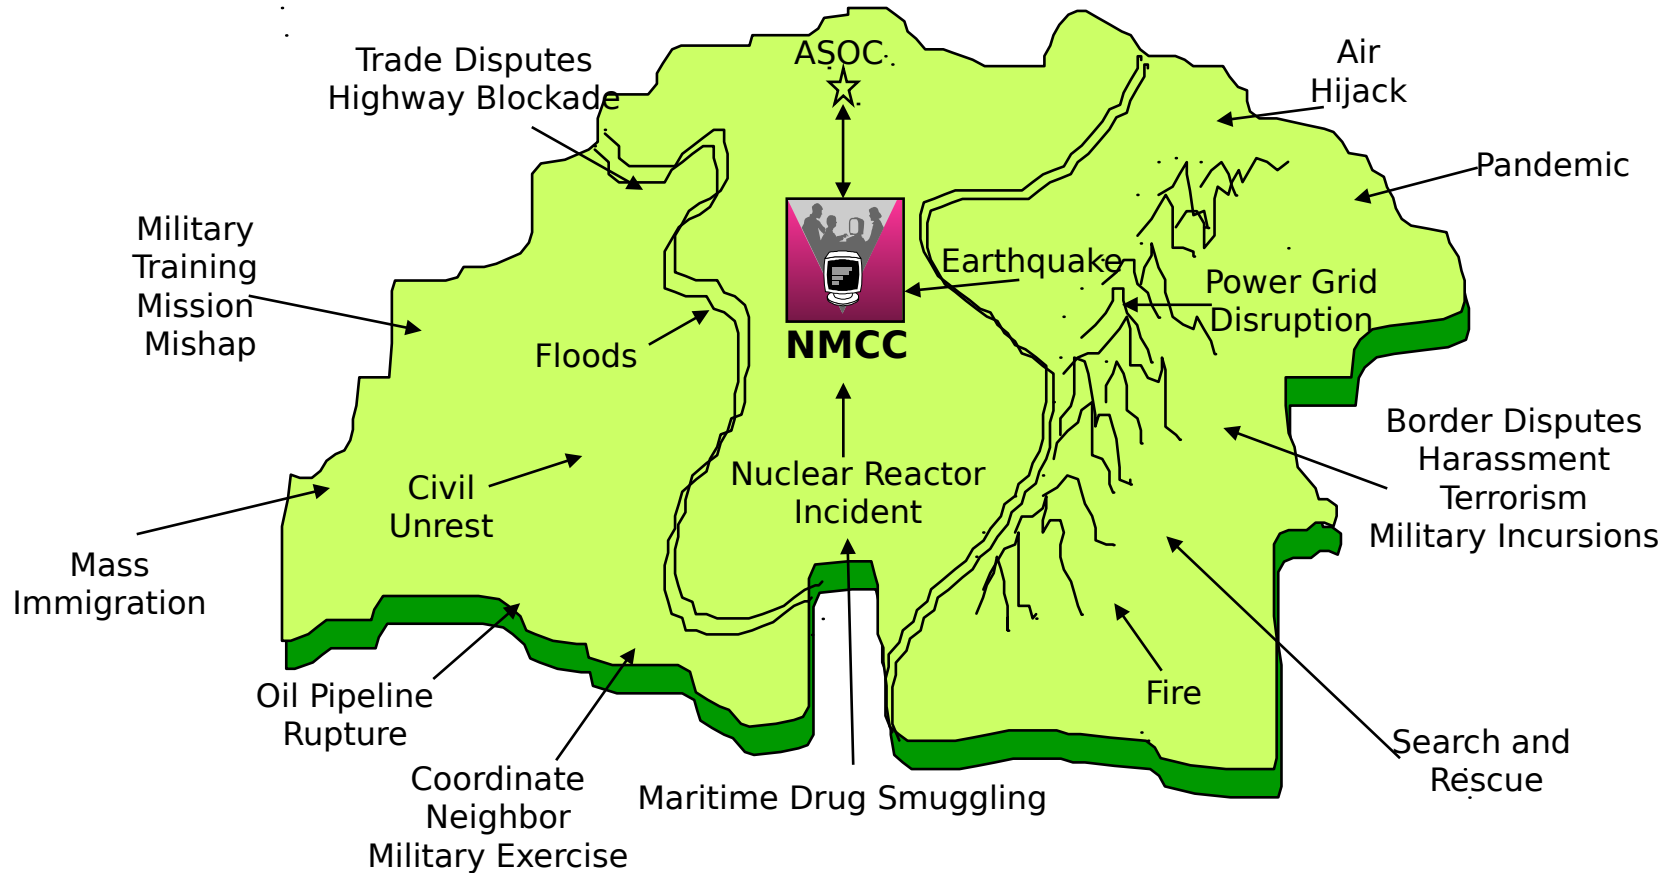 ASOC
Trade Disputes
Highway Blockade
Air
Hijack
Pandemic
Military
Training
Mission
Mishap
Earthquake
Power Grid
Disruption
NMCC
Floods
Border Disputes
Harassment
Terrorism
Military Incursions
Nuclear Reactor
Incident
Civil
Unrest
Mass
Immigration
Oil Pipeline
Rupture
Fire
Search and
Rescue
Coordinate
Neighbor
Military Exercise
Maritime Drug Smuggling